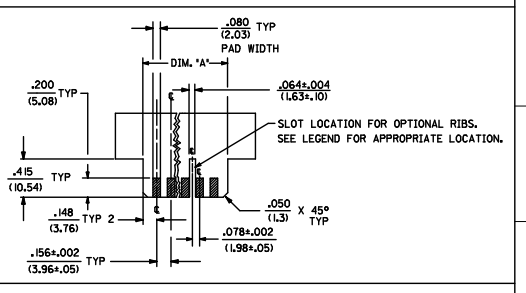 .080 TYP
(2.03)
PAD WIDTH
DIM. "A"
.200 TYP
(5.08)
.064±.004
(1.63±.10)
SLOT LOCATION FOR OPTIONAL RIBS.
SEE LEGEND FOR APPROPRIATE LOCATION.
.415 TYP
(10.54)
.050 X 45°
(1.3) TYP
.148 TYP 2
(3.76)
.078±.002
(1.98±.05)
.156±.002 TYP
(3.96±.05)